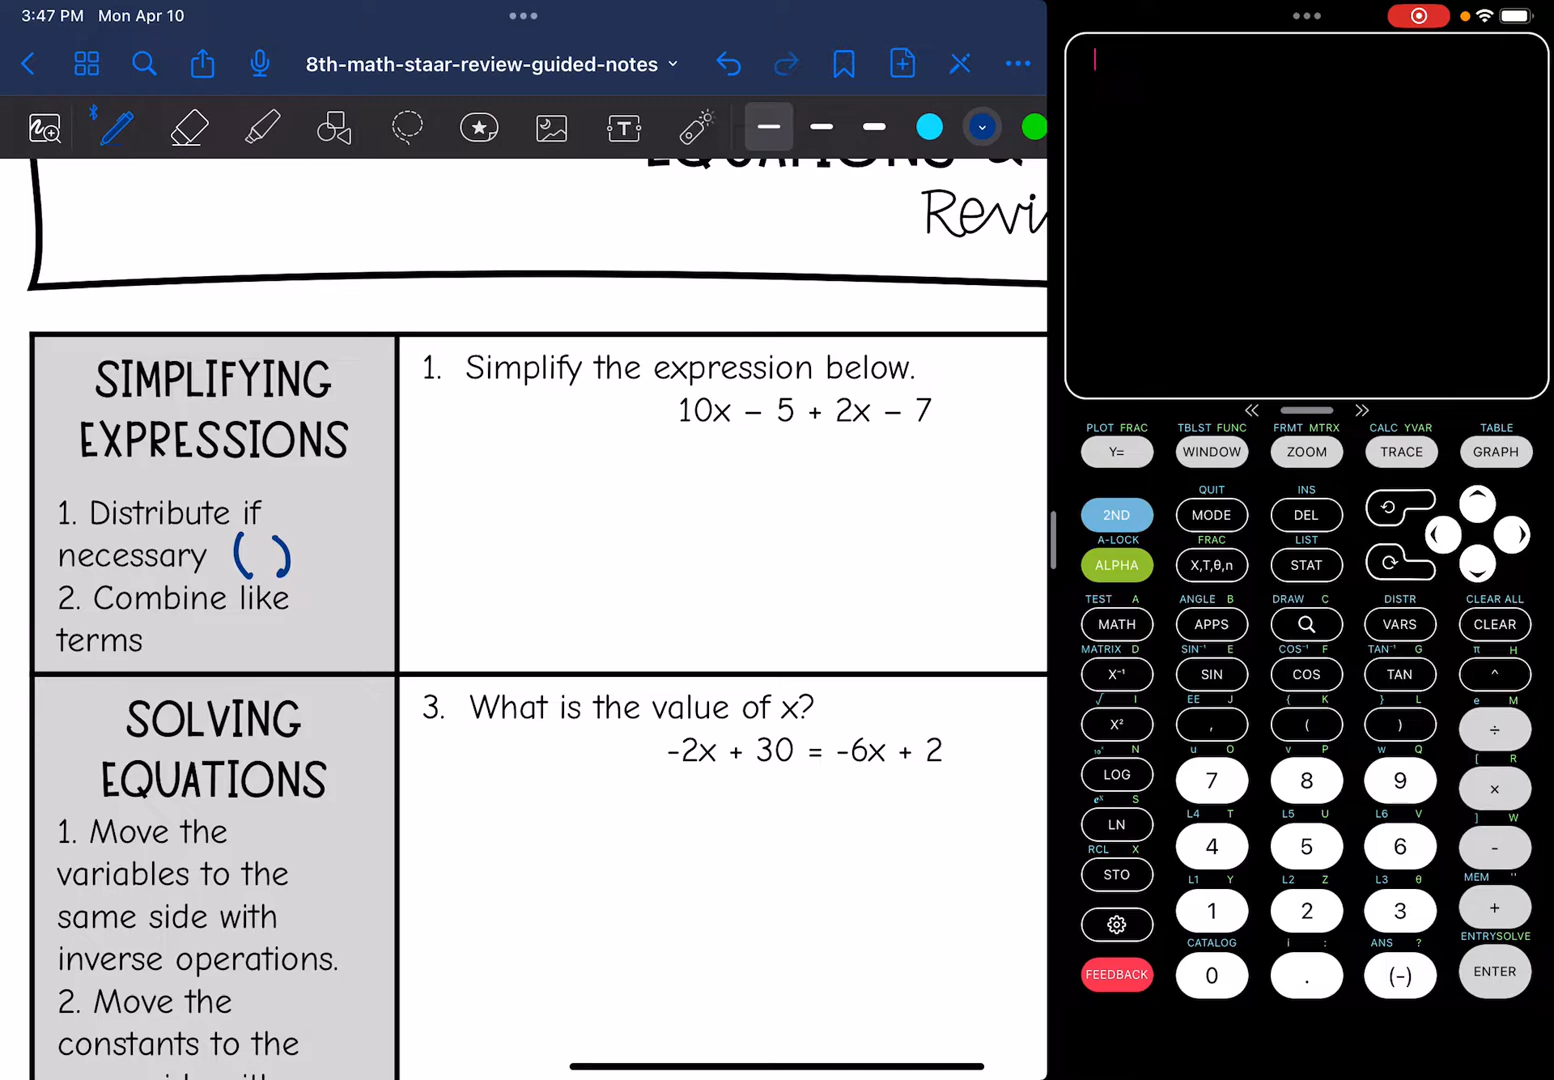 3:47 PM Mon Apr 10
8th-math-staar-review-guided-notes
T
Revi
SIMPLIFYING
EXPRESSIONS
1. Distribute if
necessary ( )
2. Combine like
terms
1. Simplify the expression below.
10x – 5 + 2x – 7
SOLVING
EQUATIONS
1. Move the
variables to the
same side with
inverse operations.
2. Move the
constants to the
3. What is the value of x?
-2x + 30 = -6x + 2
PLOT FRAC TBLST FUNC FRMT MTRX CALC YVAR TABLE
Y= WINDOW ZOOM TRACE GRAPH
QUIT INS
2ND MODE DEL
A-LOCK FRAC LIST
ALPHA X,T,θ,n STAT
TEST A ANGLE B DRAW C DISTR CLEAR ALL
MATH APPS VARS CLEAR
MATRIX D SIN⁻¹ E COS⁻¹ F TAN⁻¹ G π H
X⁻¹ SIN COS TAN ^
√ I EE J { K } L e M
X² , ( ) ÷
10ˣ N u O v P w Q [ R
LOG 7 8 9 ×
eˣ S L4 T L5 U L6 V ] W
LN 4 5 6 -
RCL X L1 Y L2 Z L3 θ MEM "
STO 1 2 3 +
CATALOG i : ANS ? ENTRY SOLVE
FEEDBACK 0 . (-) ENTER